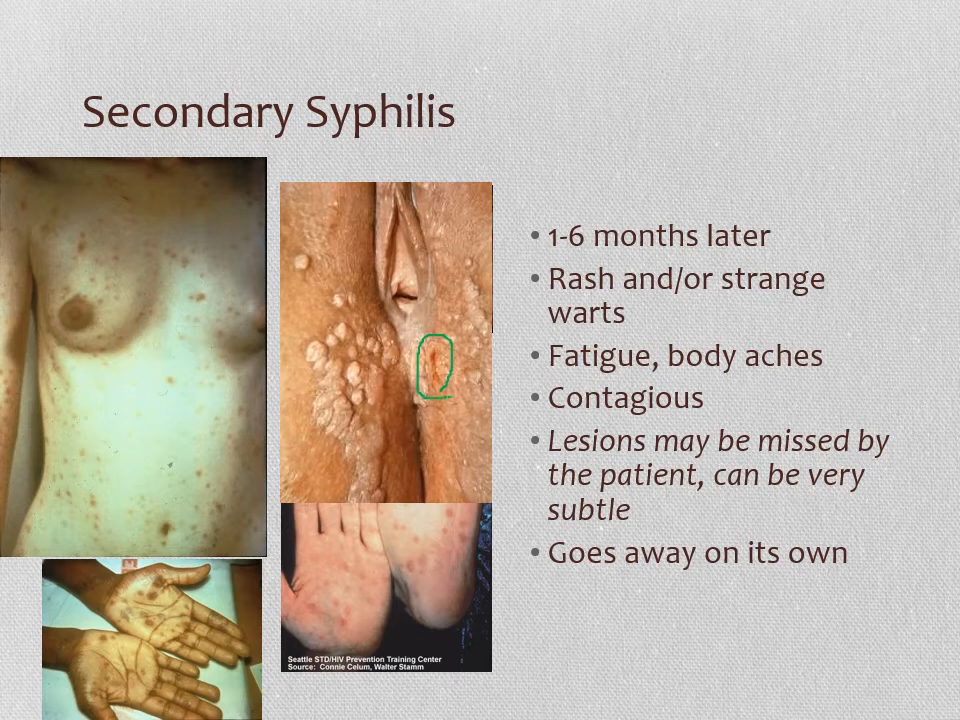 Secondary Syphilis
• 1-6 months later
• Rash and/or strange
warts
• Fatigue, body aches
• Contagious
• Lesions may be missed by
the patient, can be very
subtle
• Goes away on its own
Seattle STD/HIV Prevention Training Center
Source: Connie Celum, Walter Stamm